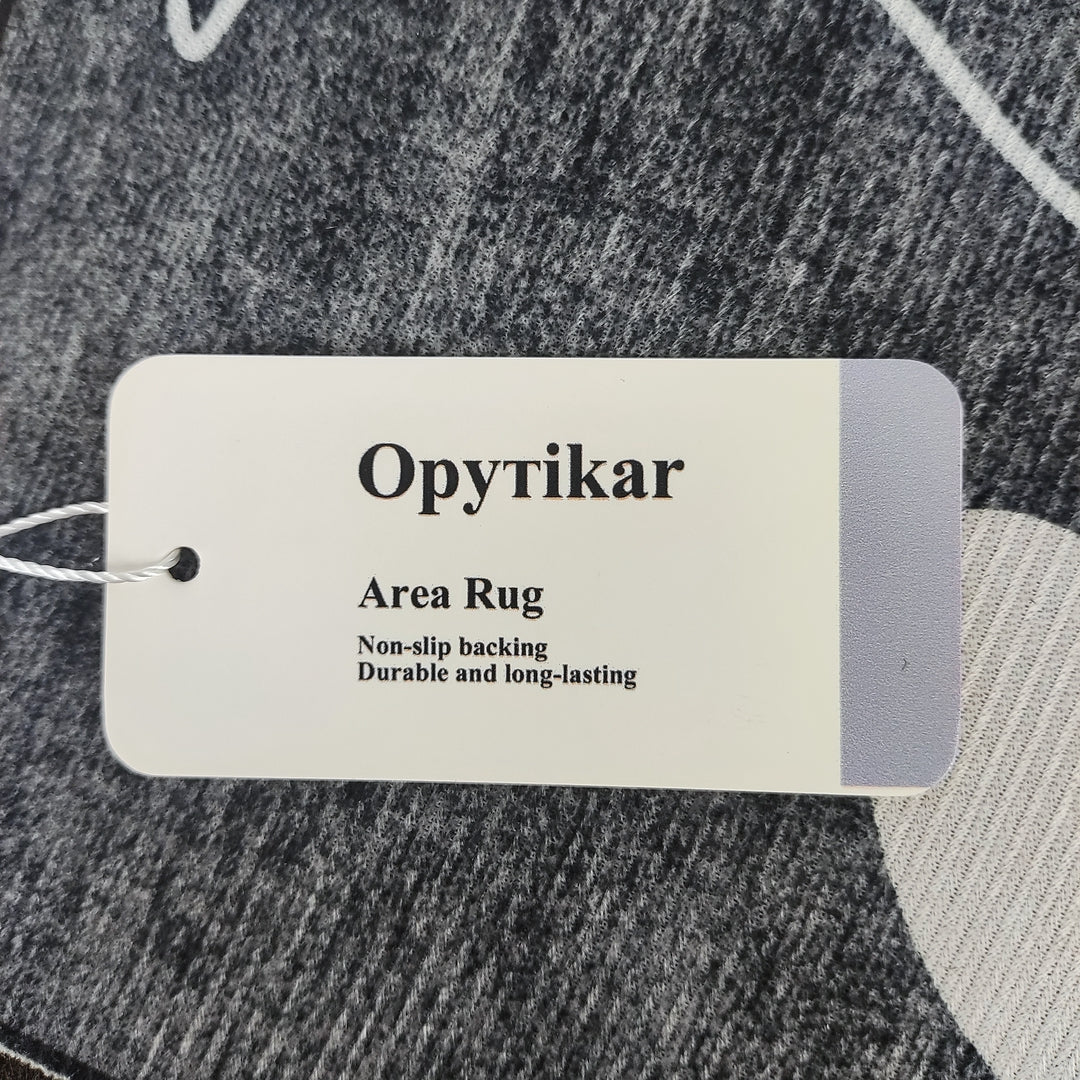 Opyтikar
Area Rug
Non-slip backing
Durable and long-lasting